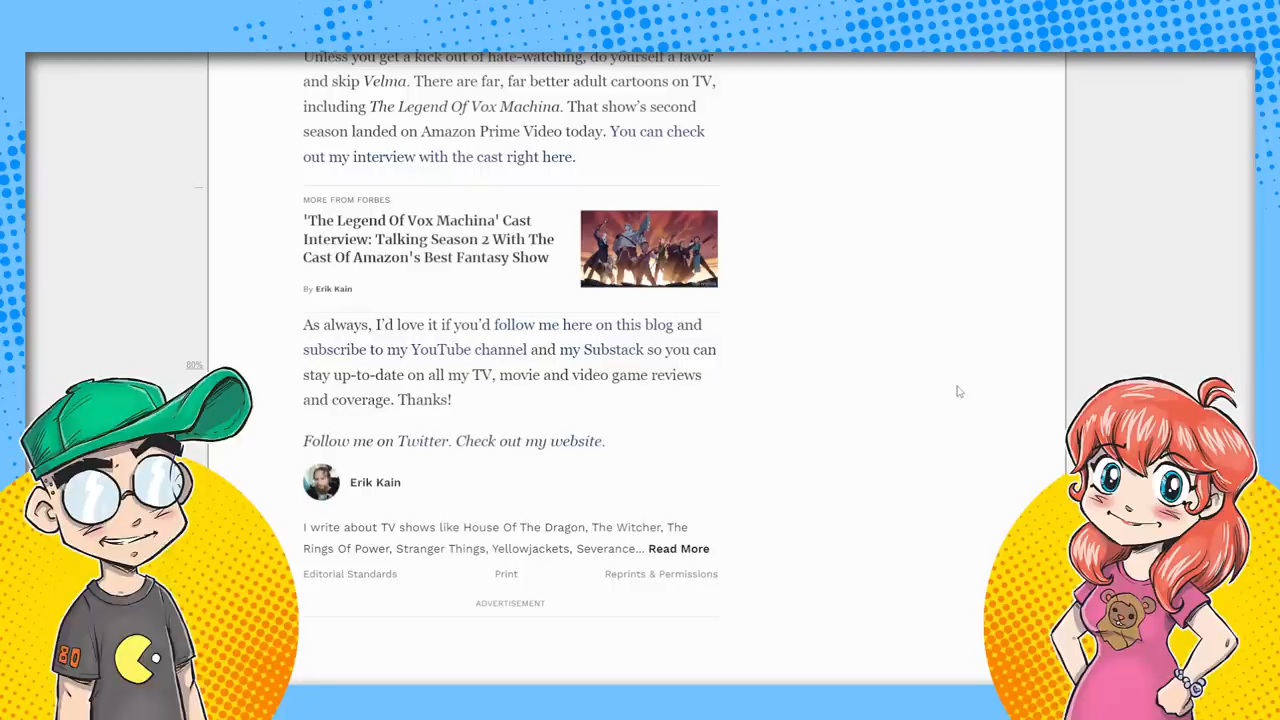 Unless you get a kick out of hate-watching, do yourself a favor
and skip Velma. There are far, far better adult cartoons on TV,
including The Legend Of Vox Machina. That show's second
season landed on Amazon Prime Video today. You can check
out my interview with the cast right here.
MORE FROM FORBES
'The Legend Of Vox Machina' Cast
Interview: Talking Season 2 With The
Cast Of Amazon's Best Fantasy Show
By Erik Kain
As always, I'd love it if you'd follow me here on this blog and
subscribe to my YouTube channel and my Substack so you can
stay up-to-date on all my TV, movie and video game reviews
and coverage. Thanks!
80%
Follow me on Twitter. Check out my website.
Erik Kain
I write about TV shows like House Of The Dragon, The Witcher, The
Rings Of Power, Stranger Things, Yellowjackets, Severance... Read More
Editorial Standards
Print
Reprints & Permissions
ADVERTISEMENT
80